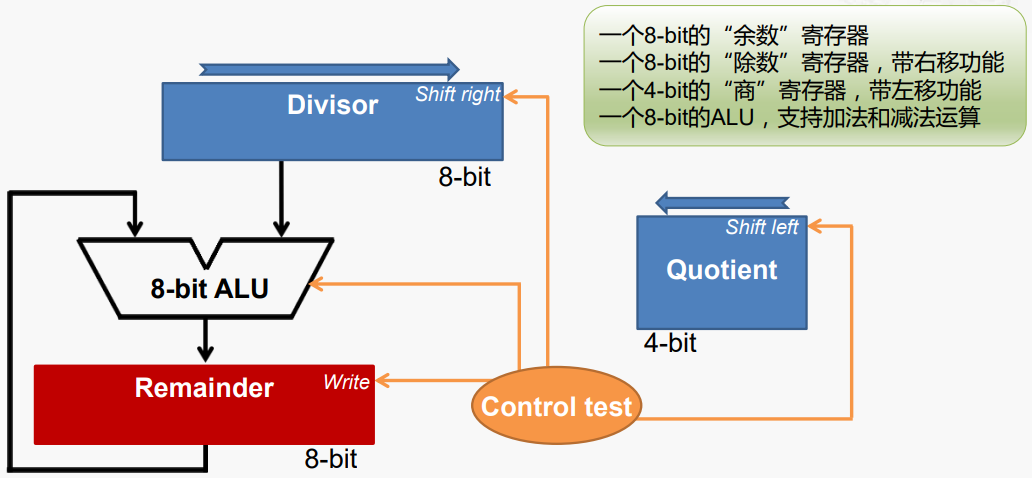 一个8-bit的“余数”寄存器
一个8-bit的“除数”寄存器，带右移功能
一个4-bit的“商”寄存器，带左移功能
一个8-bit的ALU，支持加法和减法运算
Shift right
Divisor
8-bit
Shift left
Quotient
4-bit
8-bit ALU
Remainder
Write
8-bit
Control test